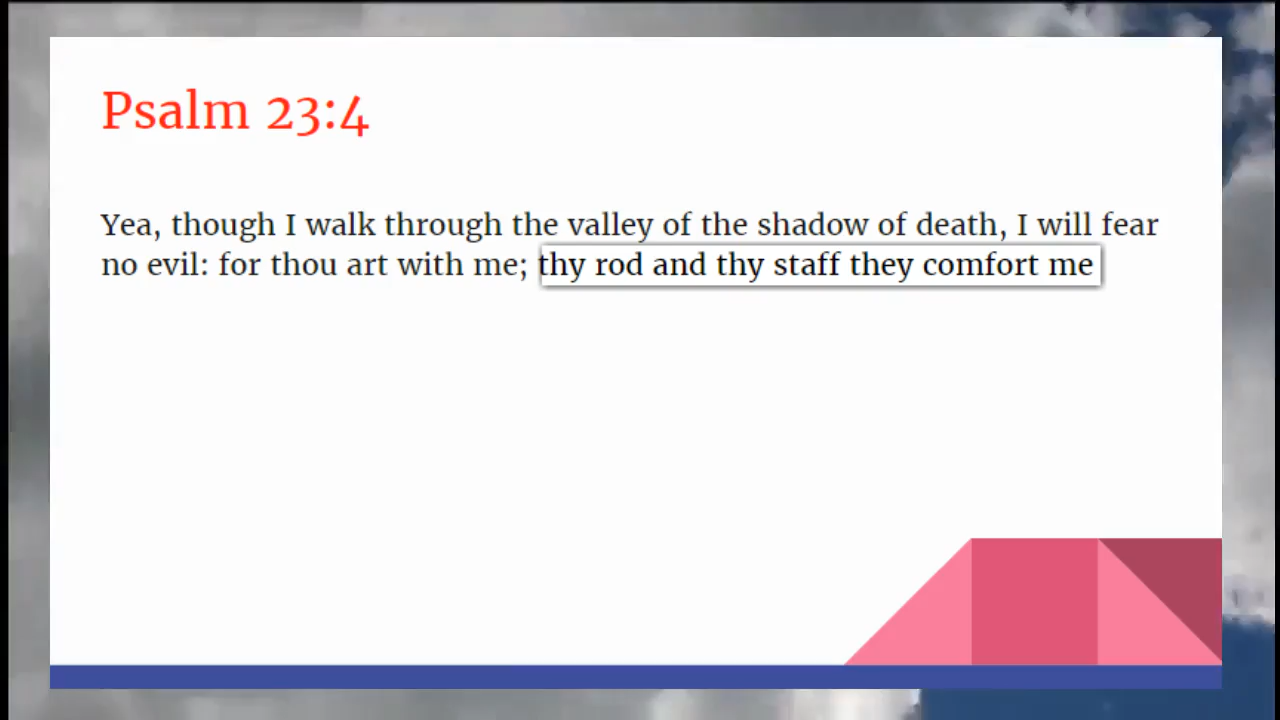 Psalm 23:4
Yea, though I walk through the valley of the shadow of death, I will fear
no evil: for thou art with me; thy rod and thy staff they comfort me